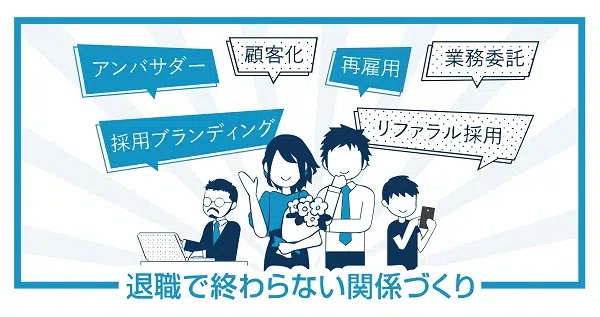 アンバサダー
顧客化
再雇用
業務委託
採用ブランディング
リファラル採用
退職で終わらない関係づくり